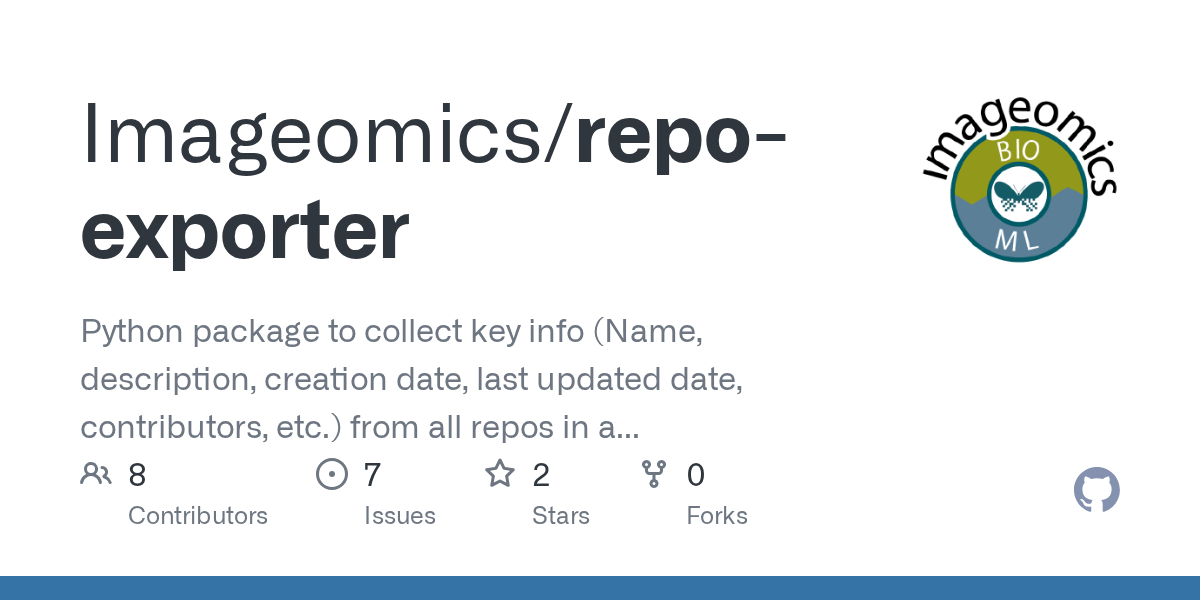 Imageomics/repo-
exporter
Imageomics
BIO
ML
Python package to collect key info (Name,
description, creation date, last updated date,
contributors, etc.) from all repos in a...
8
Contributors
7
Issues
2
Stars
0
Forks